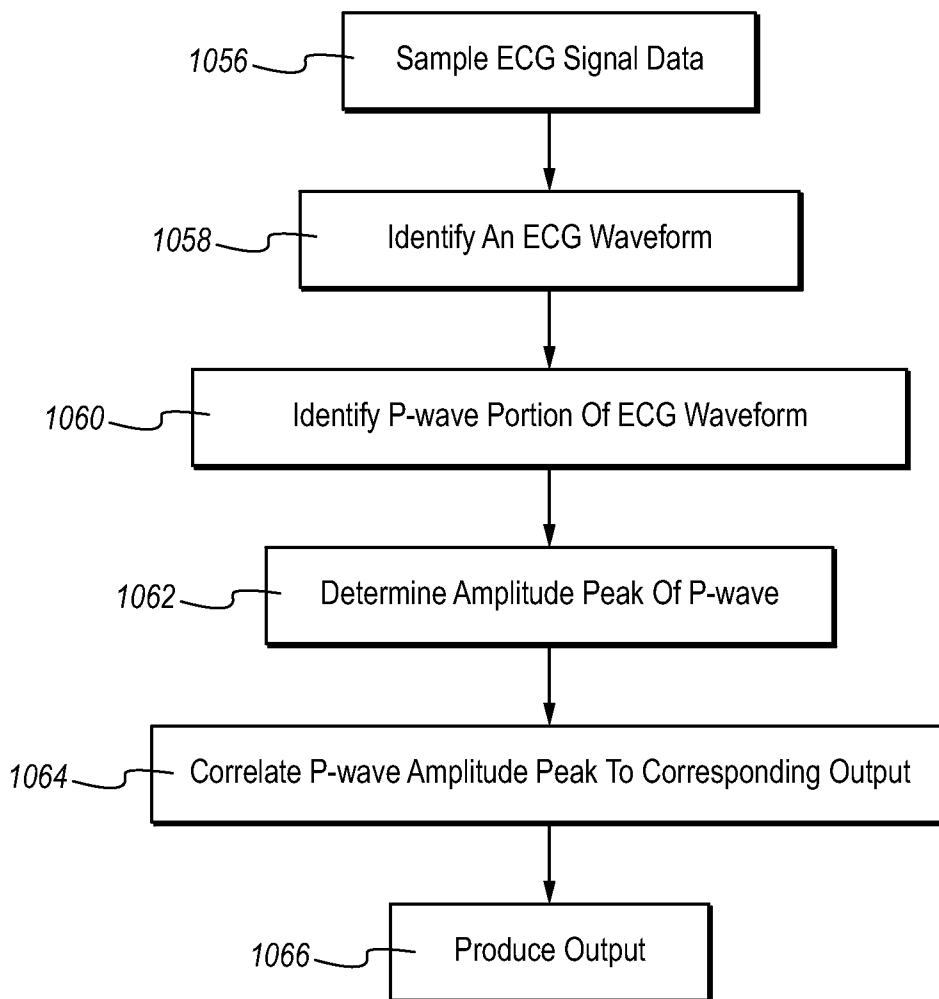 1056 Sample ECG Signal Data
1058 Identify An ECG Waveform
1060 Identify P-wave Portion Of ECG Waveform
1062 Determine Amplitude Peak Of P-wave
1064 Correlate P-wave Amplitude Peak To Corresponding Output
1066 Produce Output